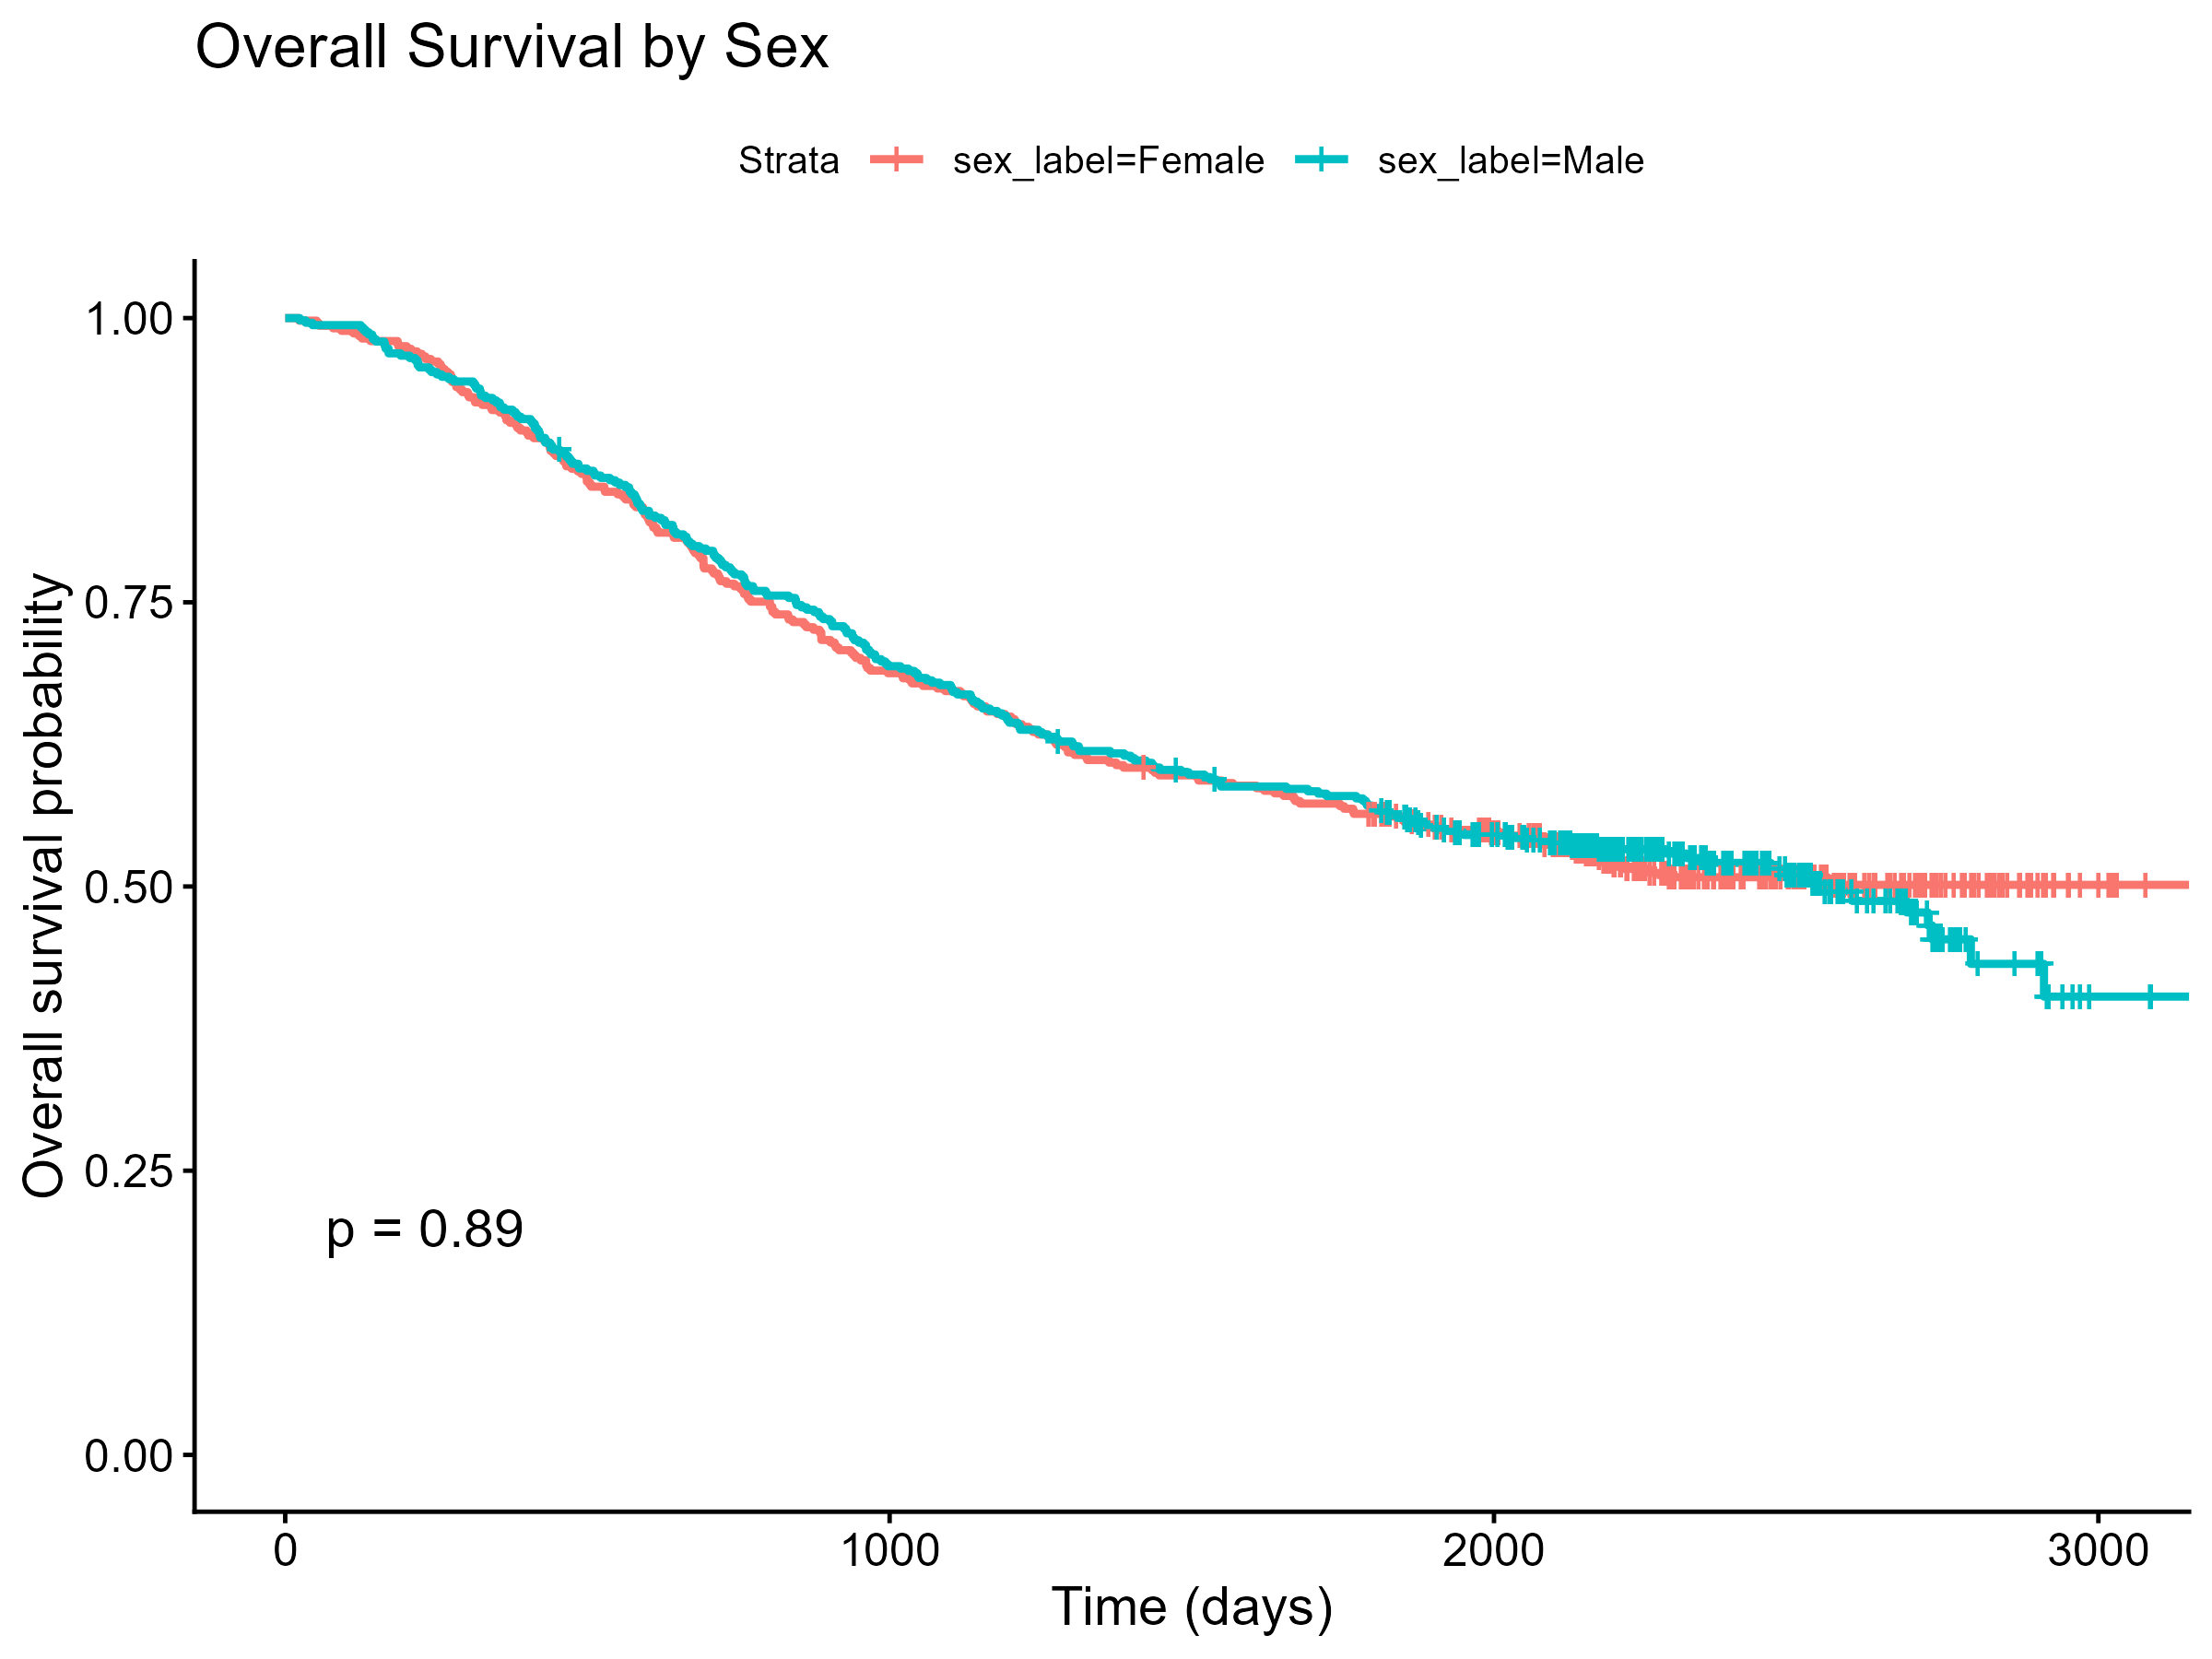 Overall Survival by Sex
Strata sex_label=Female sex_label=Male
Overall survival probability
1.00
0.75
0.50
0.25
0.00
p = 0.89
0 1000 2000 3000
Time (days)